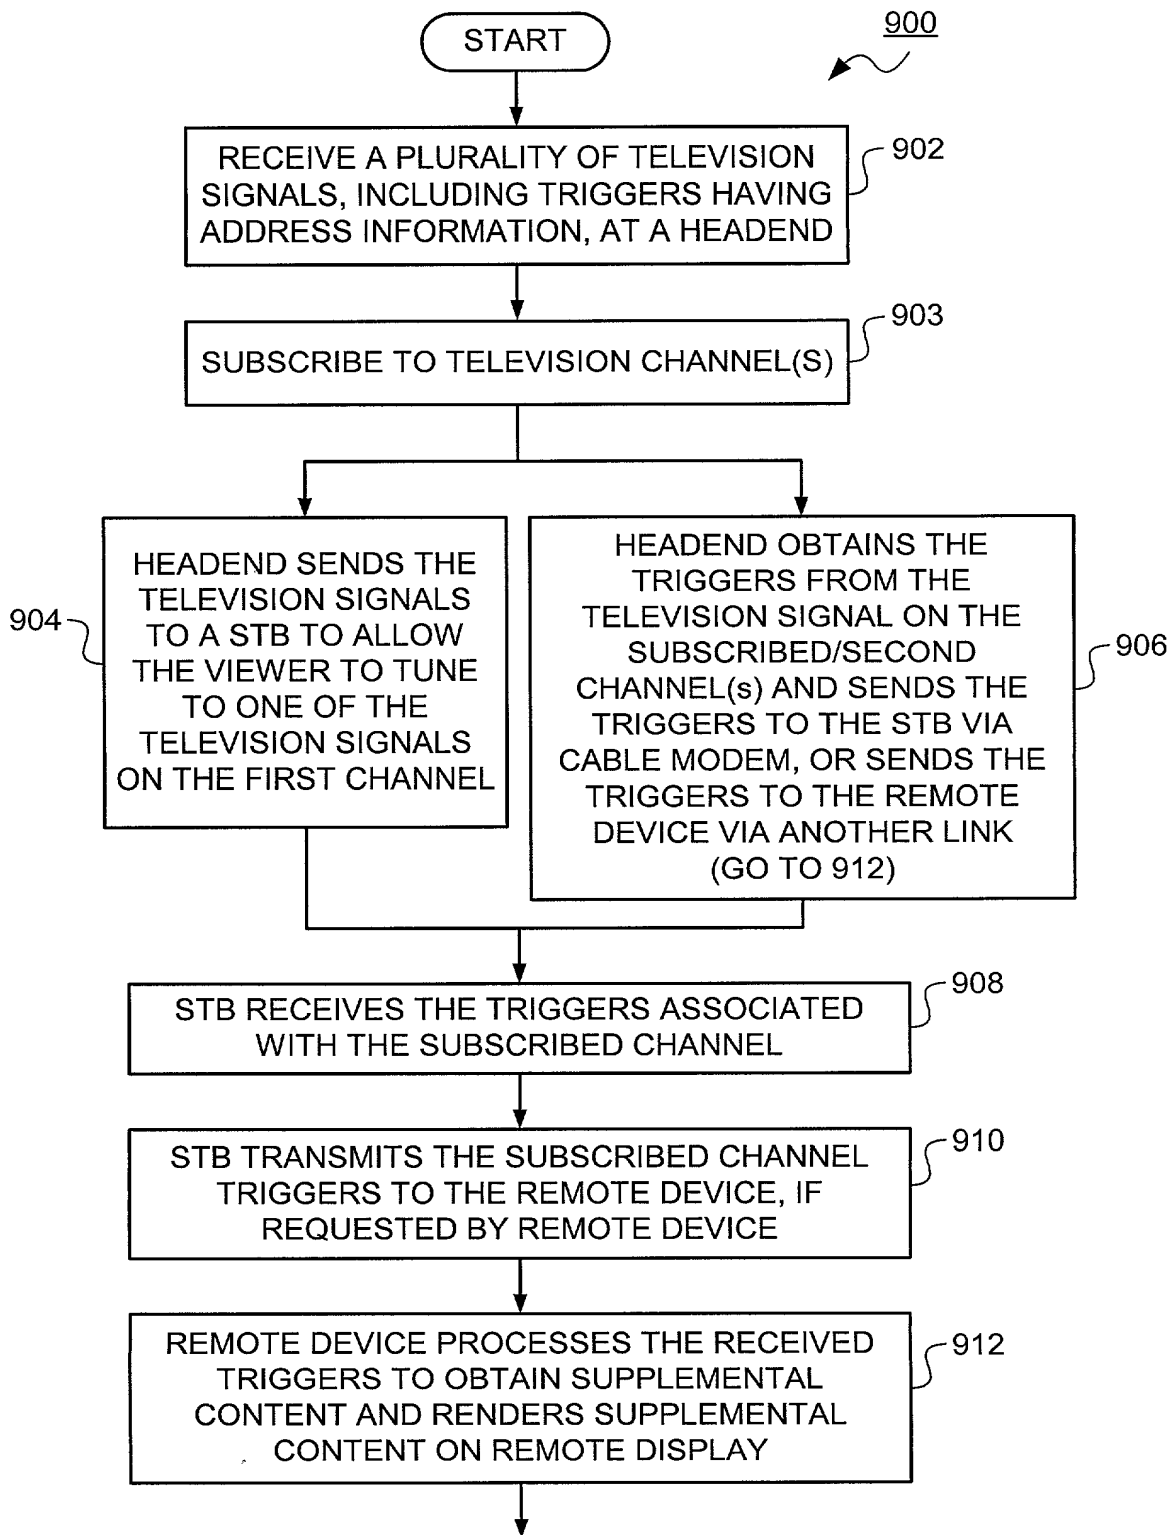 START
900
RECEIVE A PLURALITY OF TELEVISION
SIGNALS, INCLUDING TRIGGERS HAVING
ADDRESS INFORMATION, AT A HEADEND
902
SUBSCRIBE TO TELEVISION CHANNEL(S)
903
904
HEADEND SENDS THE
TELEVISION SIGNALS
TO A STB TO ALLOW
THE VIEWER TO TUNE
TO ONE OF THE
TELEVISION SIGNALS
ON THE FIRST CHANNEL
HEADEND OBTAINS THE
TRIGGERS FROM THE
TELEVISION SIGNAL ON THE
SUBSCRIBED/SECOND
CHANNEL(s) AND SENDS THE
TRIGGERS TO THE STB VIA
CABLE MODEM, OR SENDS THE
TRIGGERS TO THE REMOTE
DEVICE VIA ANOTHER LINK
(GO TO 912)
906
STB RECEIVES THE TRIGGERS ASSOCIATED
WITH THE SUBSCRIBED CHANNEL
908
STB TRANSMITS THE SUBSCRIBED CHANNEL
TRIGGERS TO THE REMOTE DEVICE, IF
REQUESTED BY REMOTE DEVICE
910
REMOTE DEVICE PROCESSES THE RECEIVED
TRIGGERS TO OBTAIN SUPPLEMENTAL
CONTENT AND RENDERS SUPPLEMENTAL
CONTENT ON REMOTE DISPLAY
912